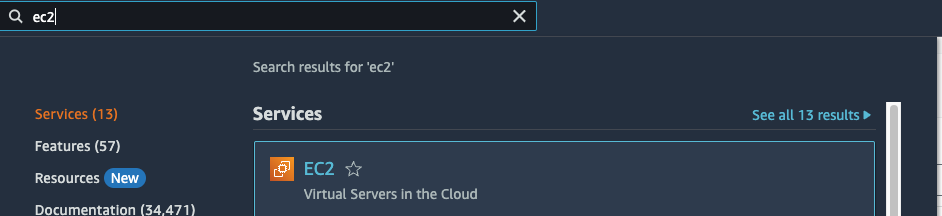 ec2
Search results for 'ec2'
Services (13)
Features (57)
Resources New
Documentation (34,471)
Services
See all 13 results
EC2
Virtual Servers in the Cloud